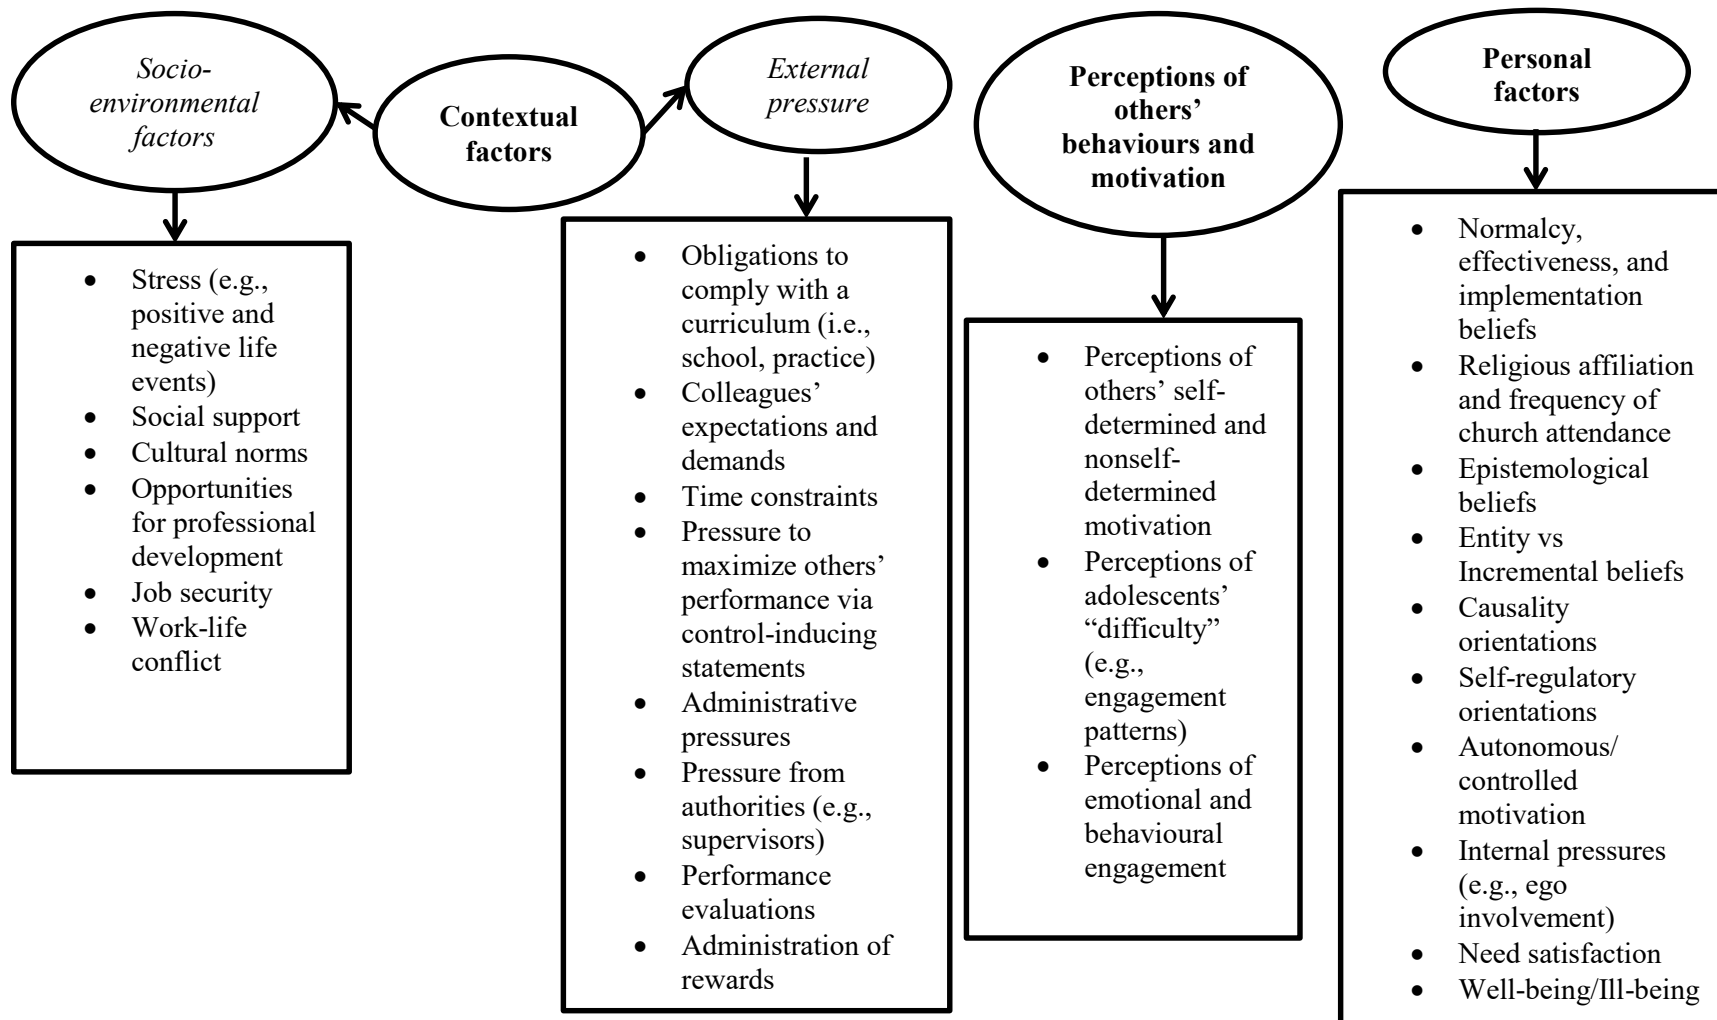 Socio-
environmental
factors
Contextual
factors
External
pressure
Perceptions of
others’
behaviours and
motivation
Personal
factors
• Stress (e.g.,
positive and
negative life
events)
• Social support
• Cultural norms
• Opportunities
for professional
development
• Job security
• Work-life
conflict
• Obligations to
comply with a
curriculum (i.e.,
school, practice)
• Colleagues’
expectations and
demands
• Time constraints
• Pressure to
maximize others’
performance via
control-inducing
statements
• Administrative
pressures
• Pressure from
authorities (e.g.,
supervisors)
• Performance
evaluations
• Administration of
rewards
• Perceptions of
others’ self-
determined and
nonself-
determined
motivation
• Perceptions of
adolescents’
“difficulty”
(e.g.,
engagement
patterns)
• Perceptions of
emotional and
behavioural
engagement
• Normalcy,
effectiveness, and
implementation
beliefs
• Religious affiliation
and frequency of
church attendance
• Epistemological
beliefs
• Entity vs
Incremental beliefs
• Causality
orientations
• Self-regulatory
orientations
• Autonomous/
controlled
motivation
• Internal pressures
(e.g., ego
involvement)
• Need satisfaction
• Well-being/Ill-being